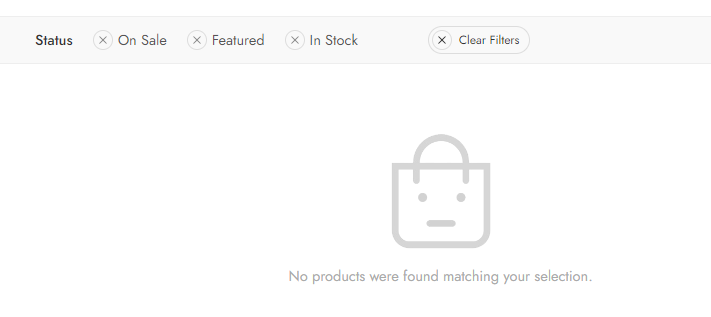 Status On Sale Featured In Stock Clear Filters
No products were found matching your selection.